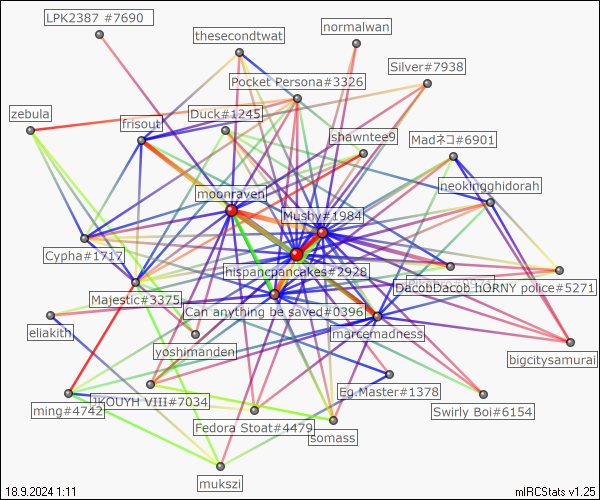 LPK2387 #7690
normalwan
thesecondtwat
Silver#7938
Pocket Persona#3326
zebula
Duck#1245
frisout
shawntee9
Madネコ#6901
moonraven
neokingghidorah
Mushy#1984
Cypha#1717
hispancpancakes#2928
Majestic#3375
DacobDacob
HORNY police#5271
Can anything be saved#0396
eliakith
marcemadness
yoshimanden
bigcitysamurai
Eg.Master#1378
JKOUYH VIII#7034
ming#4742
Swirly Boi#6154
Fedora Stoat#4479
somass
mukszi
18.9.2024 1:11
mIRCStats v1.25